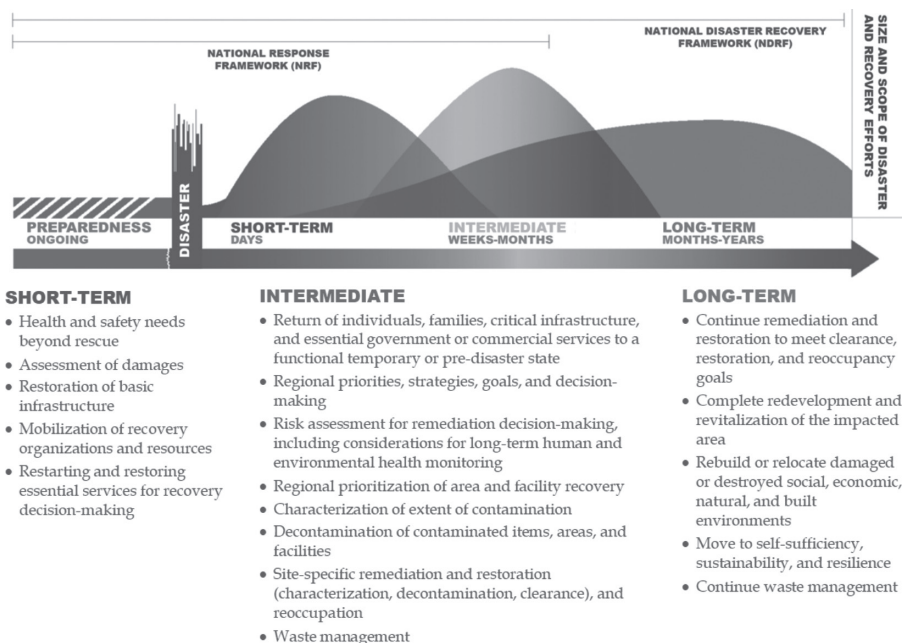 NATIONAL DISASTER RECOVERY
FRAMEWORK (NDRF)
NATIONAL RESPONSE
FRAMEWORK (NRF)
SIZE AND SCOPE OF DISASTER
AND RECOVERY EFFORTS
DISASTER
PREPAREDNESS
ONGOING
SHORT-TERM
DAYS
INTERMEDIATE
WEEKS-MONTHS
LONG-TERM
MONTHS-YEARS
SHORT-TERM
• Health and safety needs
beyond rescue
• Assessment of damages
• Restoration of basic
infrastructure
• Mobilization of recovery
organizations and resources
• Restarting and restoring
essential services for recovery
decision-making
INTERMEDIATE
• Return of individuals, families, critical infrastructure,
and essential government or commercial services to a
functional temporary or pre-disaster state
• Regional priorities, strategies, goals, and decision-
making
• Risk assessment for remediation decision-making,
including considerations for long-term human and
environmental health monitoring
• Regional prioritization of area and facility recovery
• Characterization of extent of contamination
• Decontamination of contaminated items, areas, and
facilities
• Site-specific remediation and restoration
(characterization, decontamination, clearance), and
reoccupation
• Waste management
LONG-TERM
• Continue remediation and
restoration to meet clearance,
restoration, and reoccupancy
goals
• Complete redevelopment and
revitalization of the impacted
area
• Rebuild or relocate damaged
or destroyed social, economic,
natural, and built
environments
• Move to self-sufficiency,
sustainability, and resilience
• Continue waste management